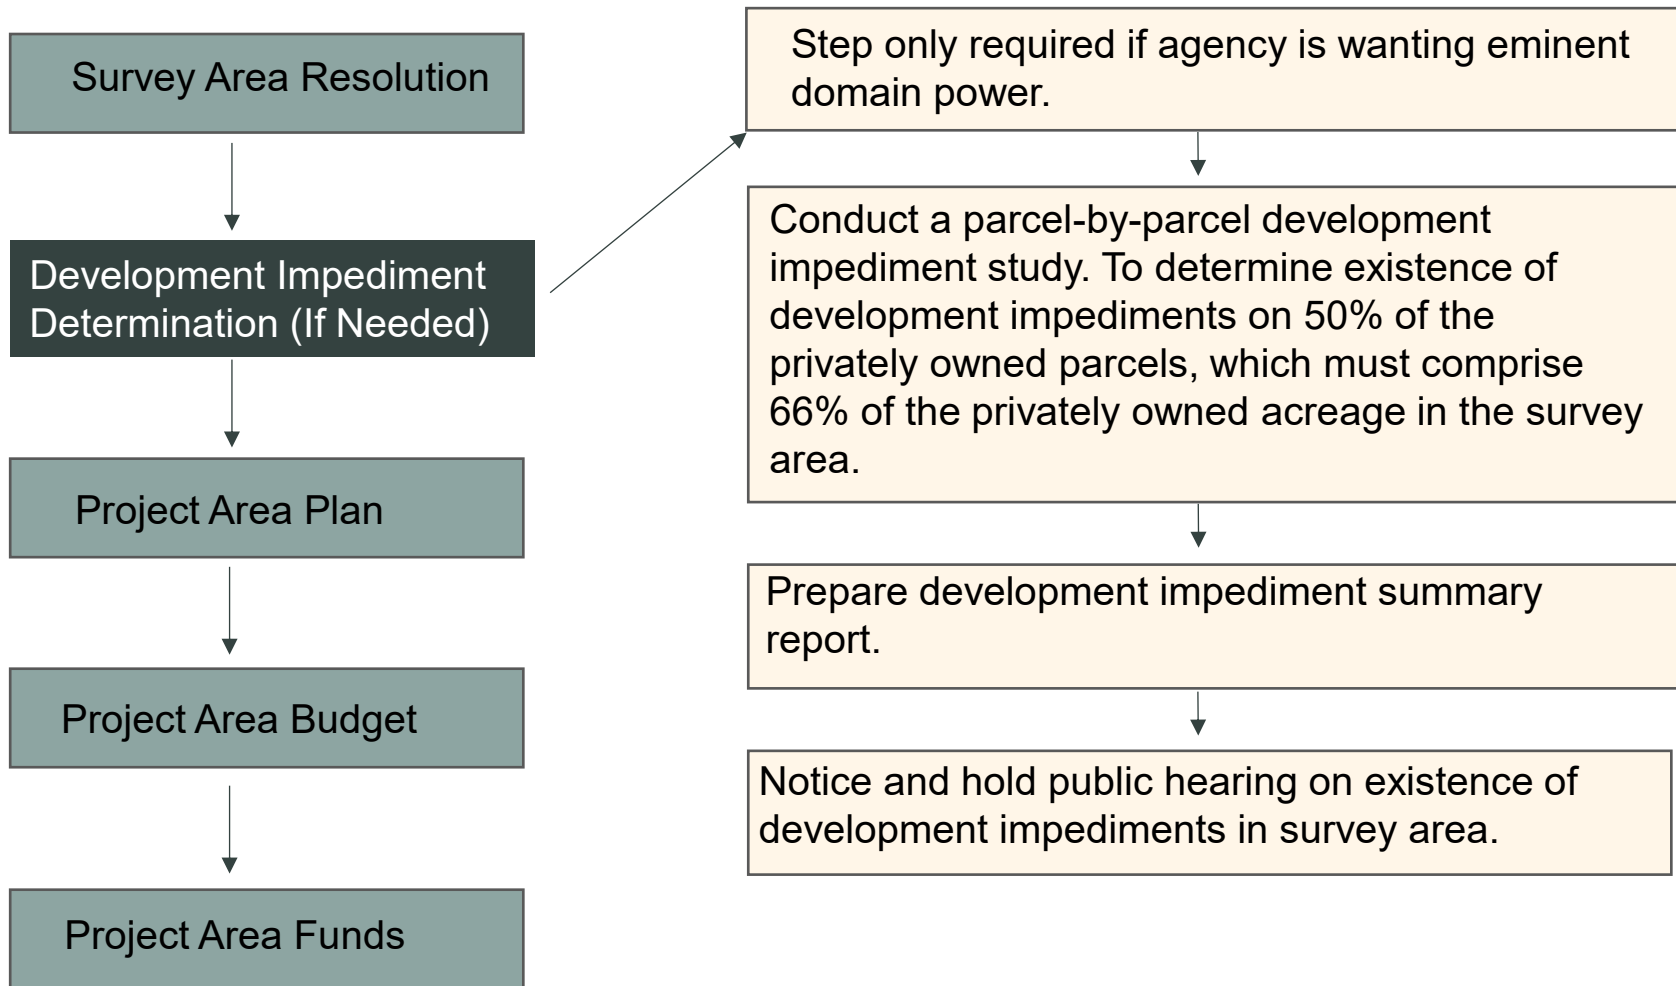 Survey Area Resolution
Development Impediment
Determination (If Needed)
Project Area Plan
Project Area Budget
Project Area Funds
Step only required if agency is wanting eminent
domain power.
Conduct a parcel-by-parcel development
impediment study. To determine existence of
development impediments on 50% of the
privately owned parcels, which must comprise
66% of the privately owned acreage in the survey
area.
Prepare development impediment summary
report.
Notice and hold public hearing on existence of
development impediments in survey area.